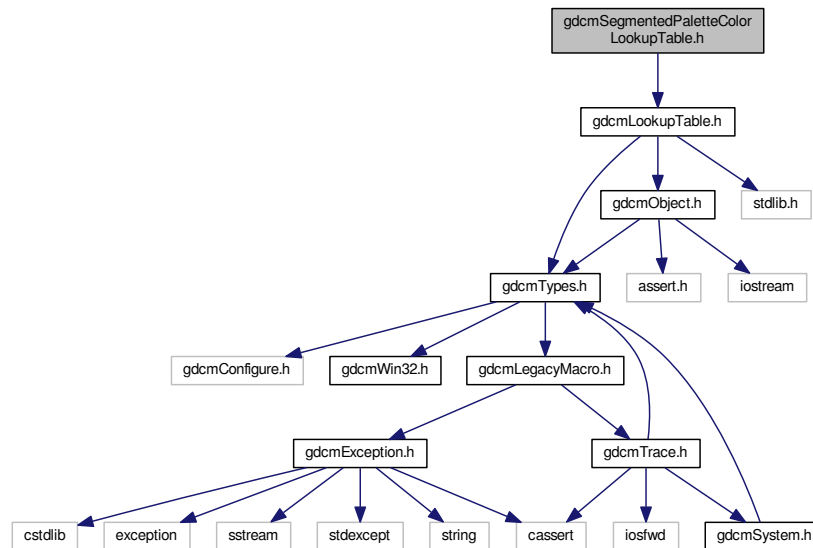 gdcmSegmentedPaletteColor
LookupTable.h
gdcmLookupTable.h
gdcmObject.h
stdlib.h
gdcmTypes.h
assert.h
iostream
gdcmConfigure.h
gdcmWin32.h
gdcmLegacyMacro.h
gdcmException.h
gdcmTrace.h
cstdlib
exception
sstream
stdexcept
string
cassert
iosfwd
gdcmSystem.h